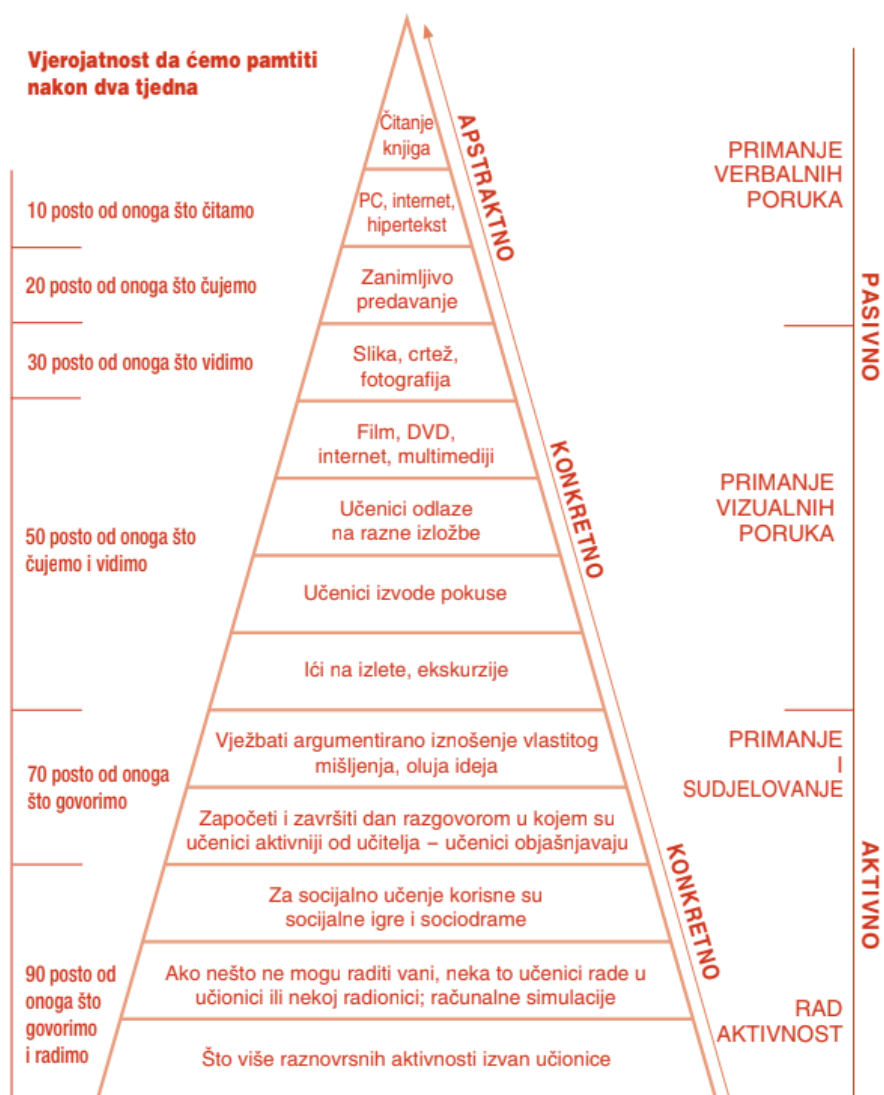 Vjerojatnost da ćemo pamtiti
nakon dva tjedna
10 posto od onoga što čitamo
20 posto od onoga što čujemo
30 posto od onoga što vidimo
50 posto od onoga što
čujemo i vidimo
70 posto od onoga
što govorimo
90 posto od
onoga što
govorimo
i radimo
Čitanje
knjiga
PC, internet,
hipertekst
Zanimljivo
predavanje
Slika, crtež,
fotografija
Film, DVD,
internet, multimediji
Učenici odlaze
na razne izložbe
Učenici izvode pokuse
Ići na izlete, ekskurzije
Vježbati argumentirano iznošenje vlastitog
mišljenja, oluja ideja
Započeti i završiti dan razgovorom u kojem su
učenici aktivniji od učitelja – učenici objašnjavaju
Za socijalno učenje korisne su
socijalne igre i sociodrame
Ako nešto ne mogu raditi vani, neka to učenici rade u
učionici ili nekoj radionici; računalne simulacije
Što više raznovrsnih aktivnosti izvan učionice
APSTRAKTNO
KONKRETNO
KONKRETNO
PRIMANJE
VERBALNIH
PORUKA
PRIMANJE
VIZUALNIH
PORUKA
PRIMANJE
I
SUDJELOVANJE
RAD
AKTIVNOST
PASIVNO
AKTIVNO